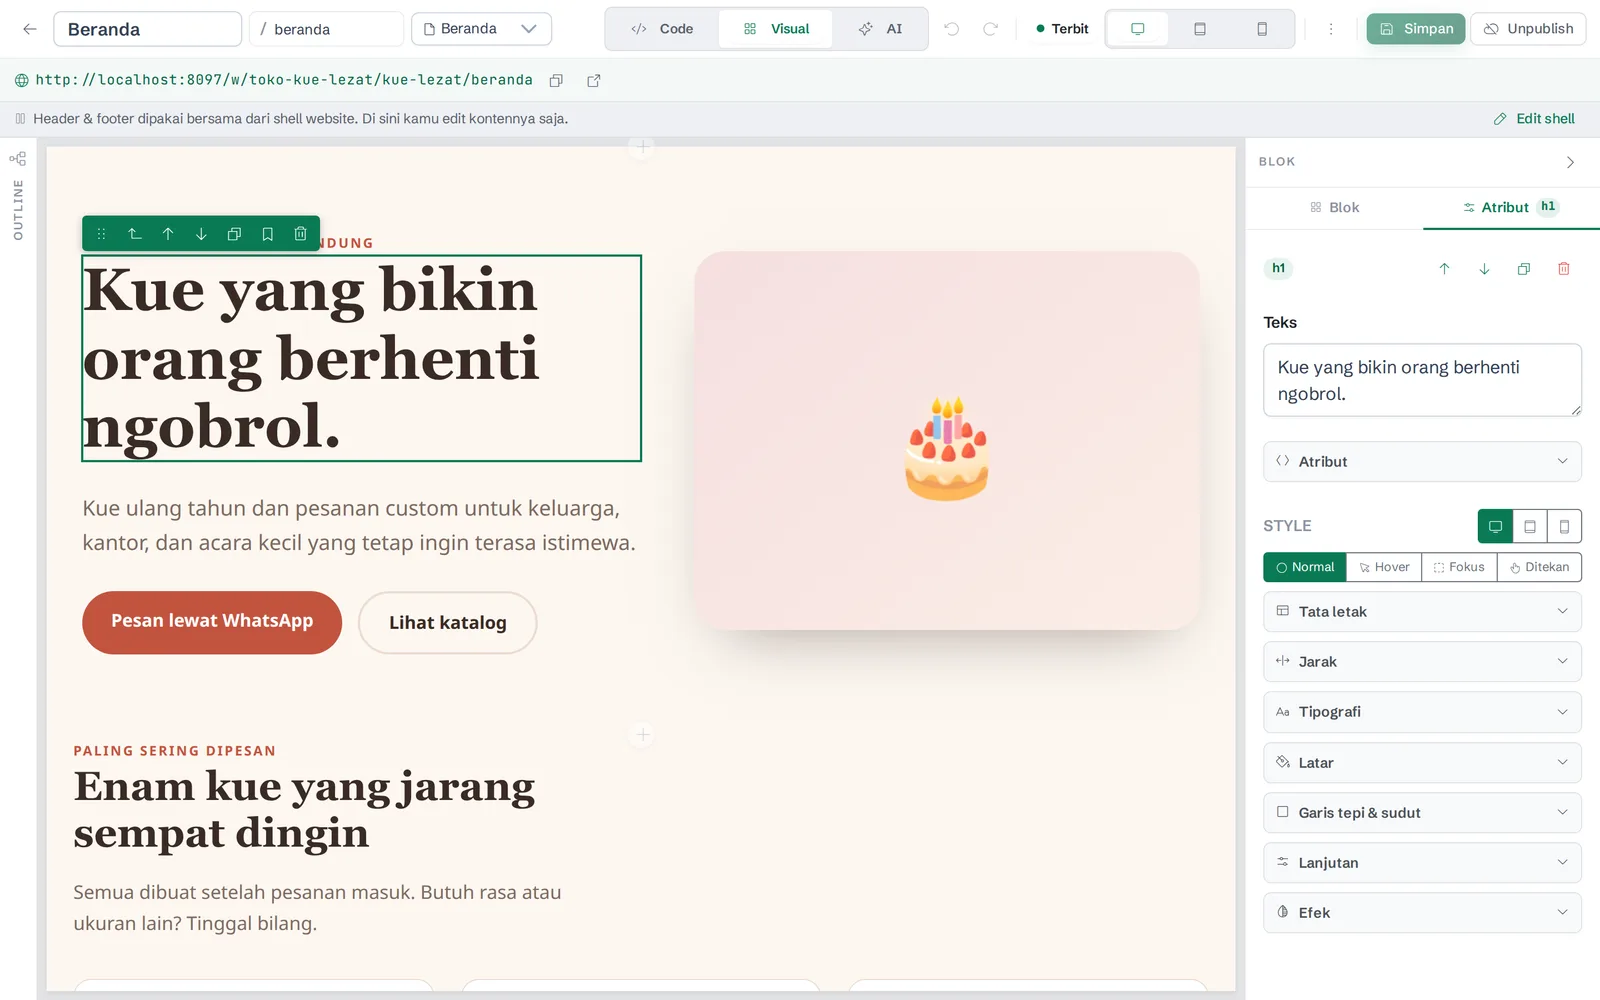 Beranda
/ beranda
Beranda
Code
Visual
AI
Terbit
Simpan
Unpublish
http://localhost:8097/w/toko-kue-lezat/kue-lezat/beranda
Header & footer dipakai bersama dari shell website. Di sini kamu edit kontennya saja.
Edit shell
OUTLINE
Kue yang bikin
orang berhenti
ngobrol.
Kue ulang tahun dan pesanan custom untuk keluarga,
kantor, dan acara kecil yang tetap ingin terasa istimewa.
Pesan lewat WhatsApp
Lihat katalog
PALING SERING DIPESAN
Enam kue yang jarang
sempat dingin
Semua dibuat setelah pesanan masuk. Butuh rasa atau
ukuran lain? Tinggal bilang.
BLOK
Blok
Atribut h1
h1
Teks
Kue yang bikin orang berhenti
ngobrol.
Atribut
STYLE
Normal
Hover
Fokus
Ditekan
Tata letak
Jarak
Aa Tipografi
Latar
Garis tepi & sudut
Lanjutan
Efek